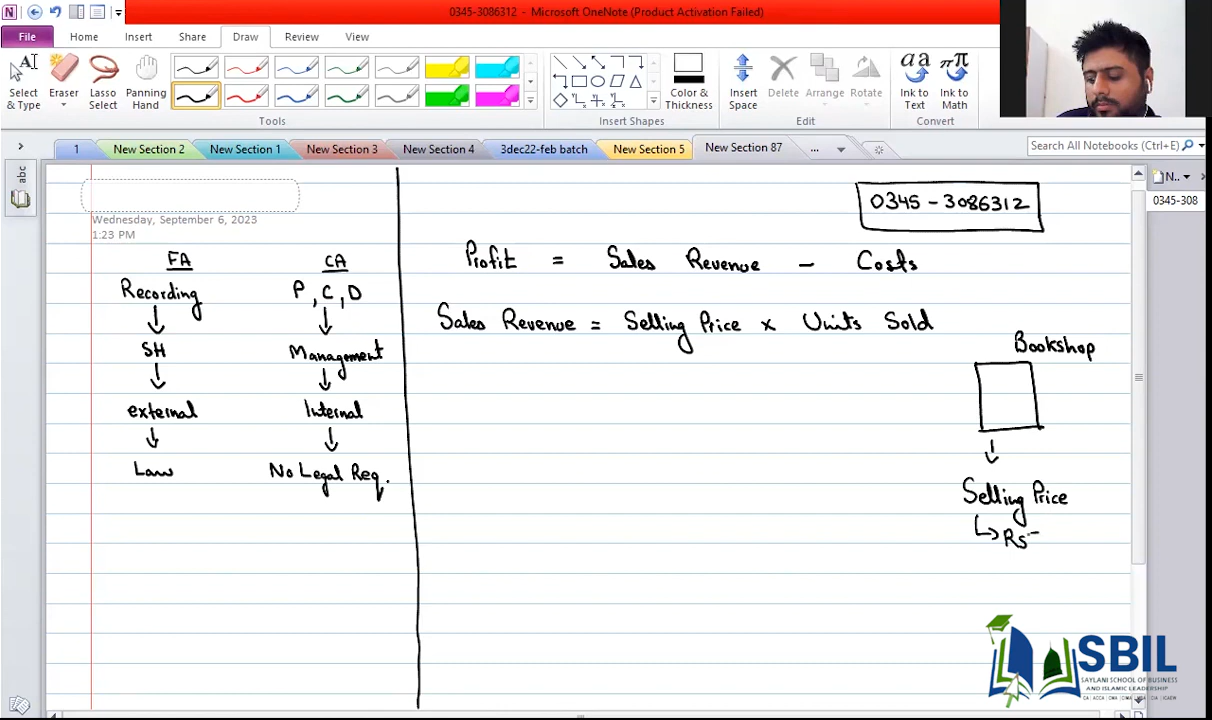 0345-3086312 - Microsoft OneNote (Product Activation Failed)
File Home Insert Share Draw Review View
Select & Type
Eraser
Lasso Select
Panning Hand
Color & Thickness
Insert Space
Delete
Arrange
Rotate
Ink to Text
Ink to Math
Tools
Insert Shapes
Edit
Convert
1 New Section 2 New Section 1 New Section 3 New Section 4 3dec22-feb batch New Section 5 New Section 87 ...
Search All Notebooks (Ctrl+E)
abc
N..
0345-308
Wednesday, September 6, 2023
1:23 PM
FA
Recording
SH
external
Law
CA
P, C, D
Management
Internal
No Legal Req.
0345 - 3086312
Profit = Sales Revenue - Costs
Sales Revenue = Selling Price x Units Sold
Bookshop
Selling Price
Rs
SBIL
SAYLANI SCHOOL OF BUSINESS
AND ISLAMIC LEADERSHIP